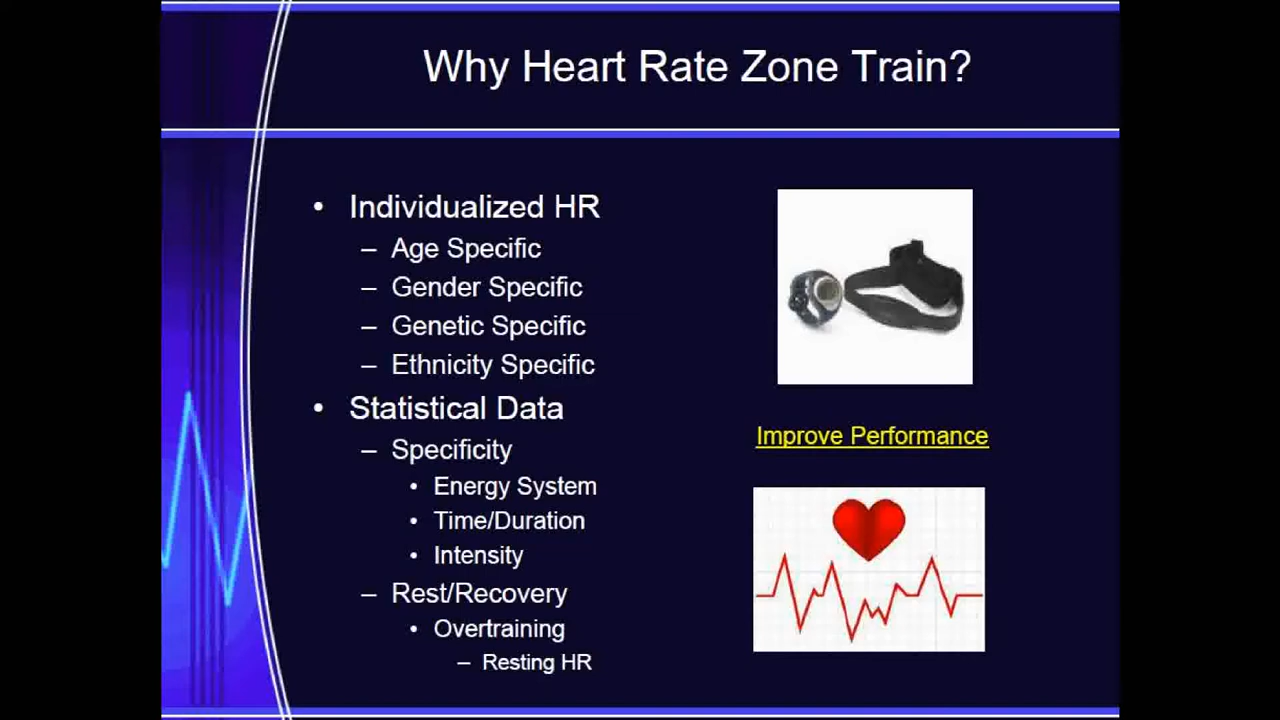 Why Heart Rate Zone Train?
• Individualized HR
– Age Specific
– Gender Specific
– Genetic Specific
– Ethnicity Specific
• Statistical Data
– Specificity
• Energy System
• Time/Duration
• Intensity
– Rest/Recovery
• Overtraining
– Resting HR
Improve Performance